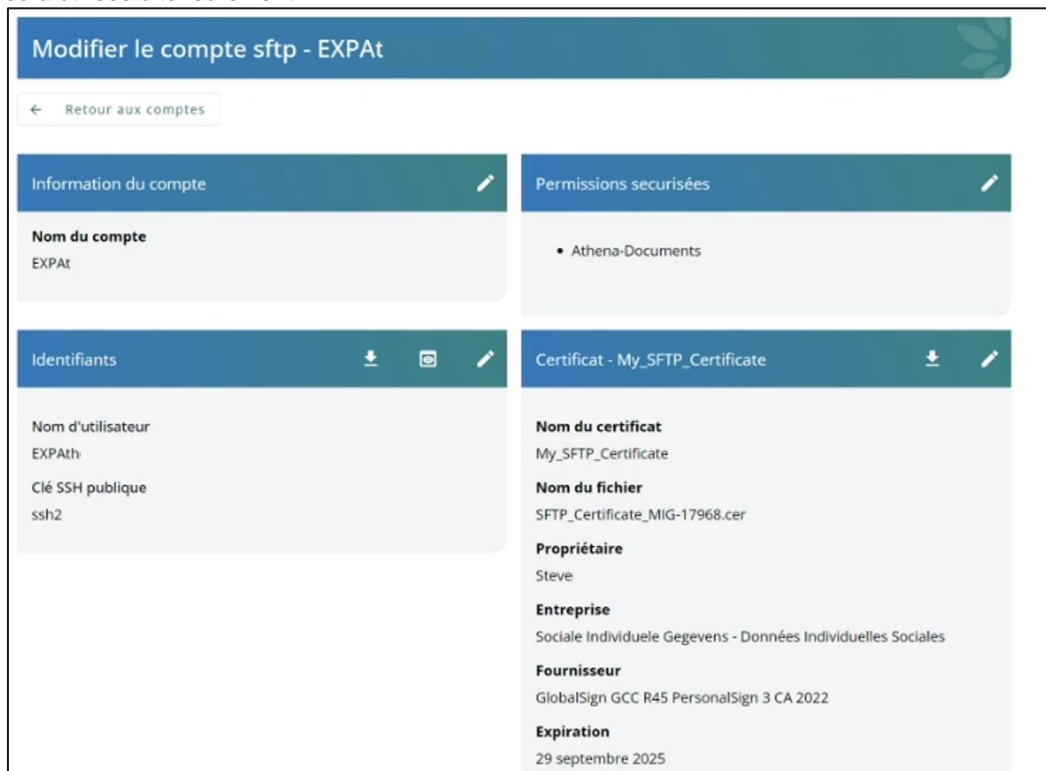 Modifier le compte sftp - EXPAt
← Retour aux comptes
Information du compte
Nom du compte
EXPAt
Permissions securisées
• Athena-Documents
Identifiants
Nom d'utilisateur
EXPAth
Clé SSH publique
ssh2
Certificat - My_SFTP_Certificate
Nom du certificat
My_SFTP_Certificate
Nom du fichier
SFTP_Certificate_MIG-17968.cer
Propriétaire
Steve
Entreprise
Sociale Individuele Gegevens - Données Individuelles Sociales
Fournisseur
GlobalSign GCC R45 PersonalSign 3 CA 2022
Expiration
29 septembre 2025